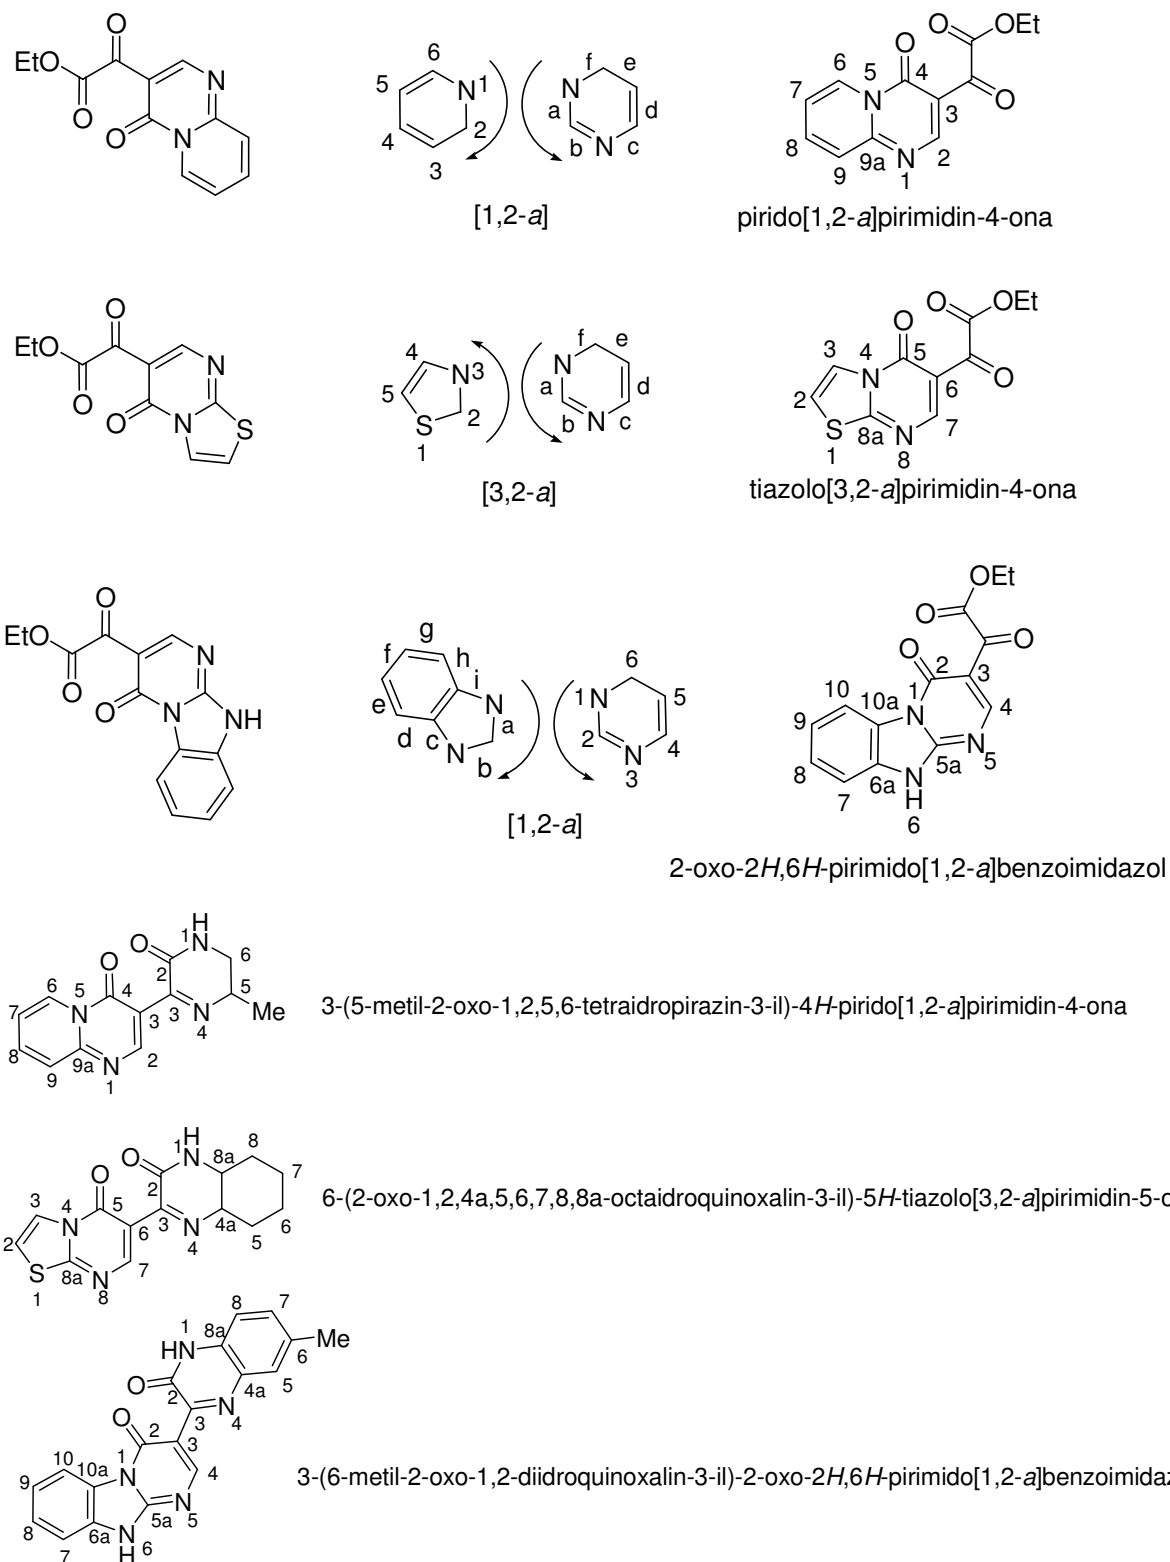 EtO O O O N N
6 5 4 3 2 N 1
[1,2-a]
N f e d c N b a
O OEt O O
6 5 4 3 2 1 N N 9a 9 8 7
pirido[1,2-a]pirimidin-4-ona
EtO O O O N N S
4 5 S 1 2 N 3
[3,2-a]
N f e d c N b a
O OEt O O
3 4 5 6 7 8 N N 8a S 1 2
tiazolo[3,2-a]pirimidin-4-ona
EtO O O O N N NH
g f h i e d c N b a N
[1,2-a]
6 1 N 5 2 4 N 3
OEt O O O
10 10a 1 2 3 4 N N 5 5a 6a N H 6 7 8 9
2-oxo-2H,6H-pirimido[1,2-a]benzoimidazol
H 1 N O O 6 5 2 3 N 4 Me
6 5 4 3 2 7 N 8 9 9a N 1
3-(5-metil-2-oxo-1,2,5,6-tetraidropirazin-3-il)-4H-pirido[1,2-a]pirimidin-4-ona
H 1 N 8a 8 7 6 5 4a O O 2 3 N 4
3 4 5 6 7 2 N S 1 8a N 8
6-(2-oxo-1,2,4a,5,6,7,8,8a-octaidroquinoxalin-3-il)-5H-tiazolo[3,2-a]pirimidin-5-o
1 HN 8a 8 7 6 Me 5 4a O 2 3 N 4
O 2 3 4 10 10a 1 N 9 8 7 6a 5a N 5 N H 6
3-(6-metil-2-oxo-1,2-diidroquinoxalin-3-il)-2-oxo-2H,6H-pirimido[1,2-a]benzoimidaz